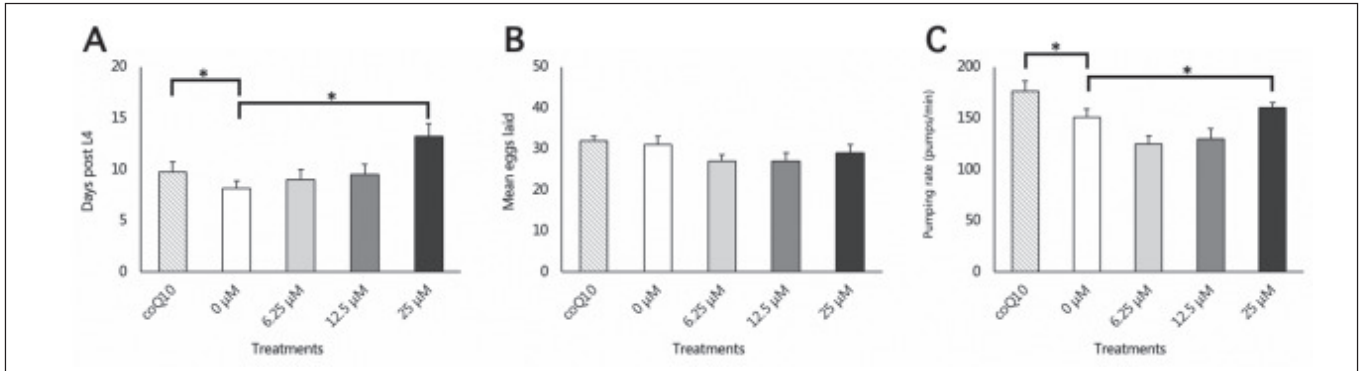 A
Days post L4
20
15
10
5
0
*
*
coQ10
0 µM
6.25 µM
12.5 µM
25 µM
Treatments
B
Mean eggs laid
50
40
30
20
10
0
coQ10
0 µM
6.25 µM
12.5 µM
25 µM
Treatments
C
Pumping rate (pumps/min)
200
150
100
50
0
*
*
coQ10
0 µM
6.25 µM
12.5 µM
25 µM
Treatments